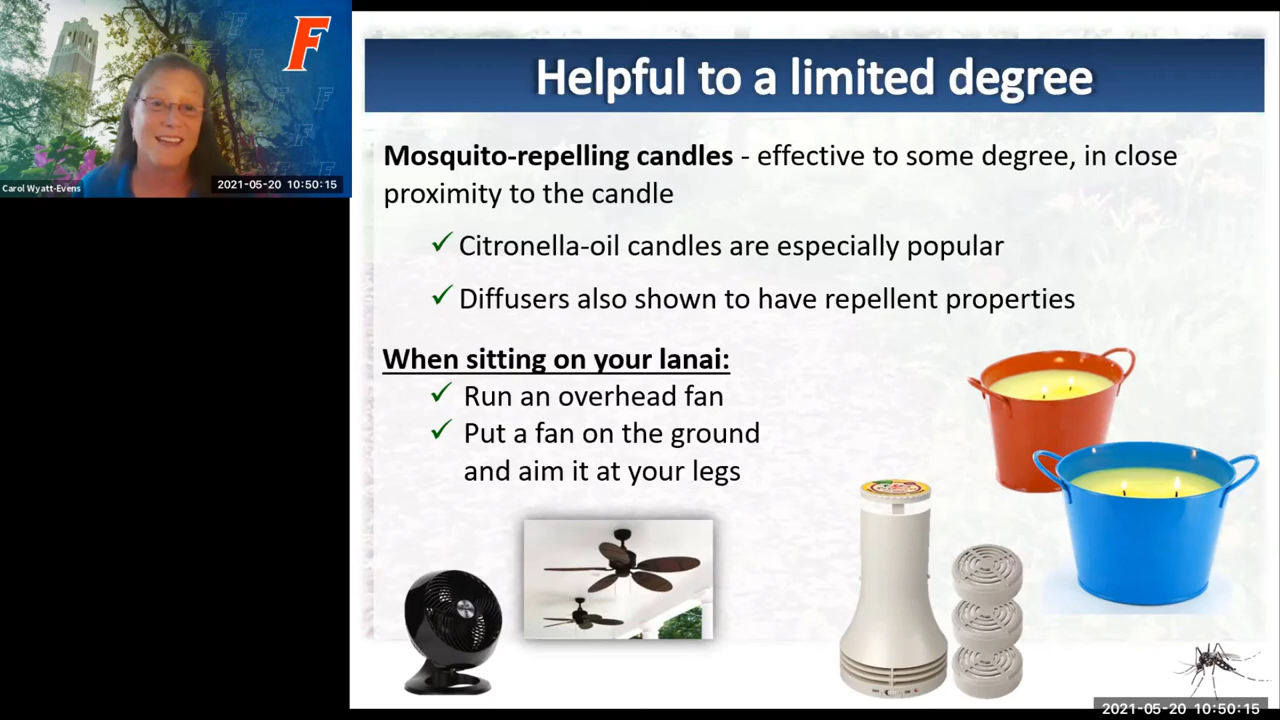 F
Carol Wyatt-Evens
2021-05-20 10:50:15
Helpful to a limited degree
Mosquito-repelling candles - effective to some degree, in close
proximity to the candle
✓ Citronella-oil candles are especially popular
✓ Diffusers also shown to have repellent properties
When sitting on your lanai:
✓ Run an overhead fan
✓ Put a fan on the ground
and aim it at your legs
2021-05-20 10:50:15